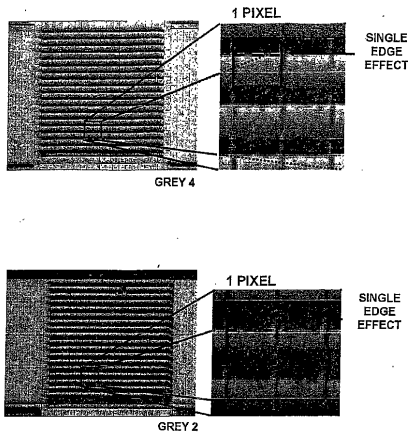 1 PIXEL
SINGLE
EDGE
EFFECT
GREY 4
1 PIXEL
SINGLE
EDGE
EFFECT
GREY 2